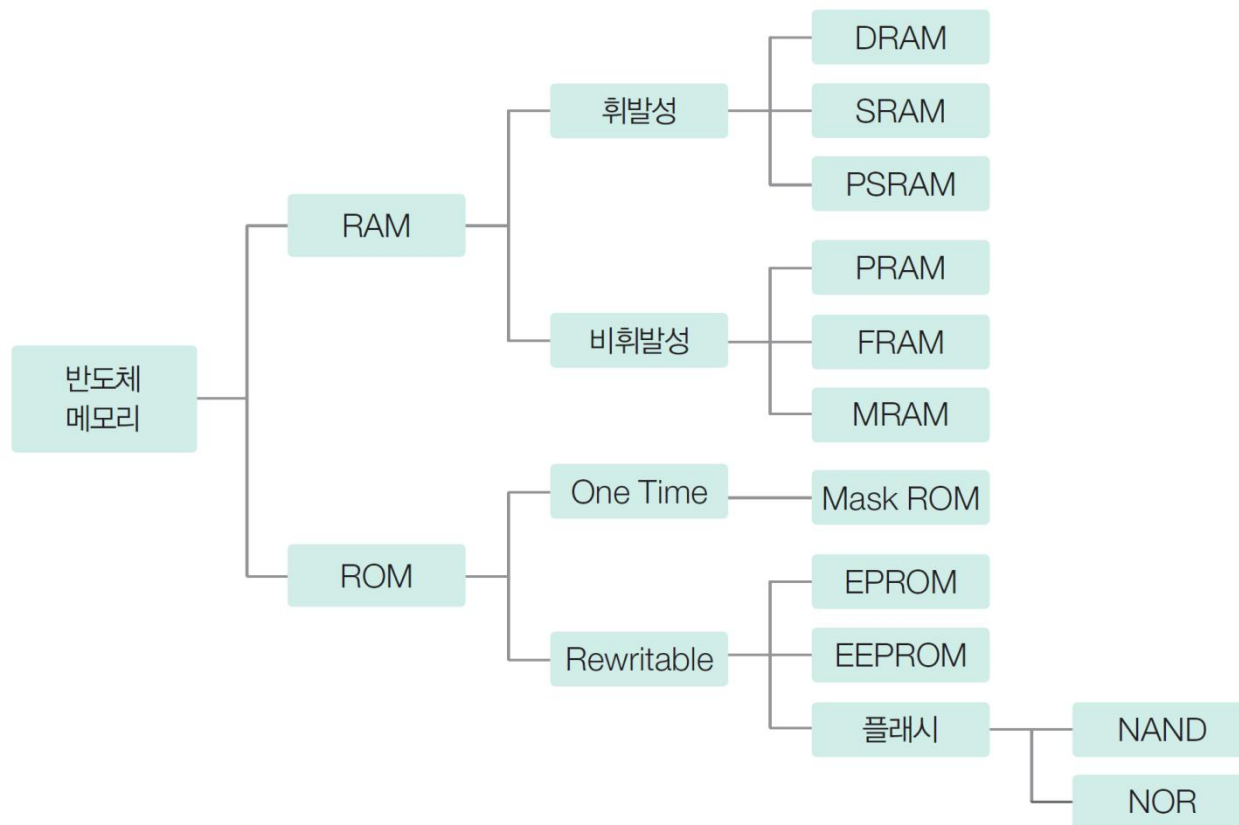 반도체
메모리
RAM
휘발성
DRAM
SRAM
PSRAM
비휘발성
PRAM
FRAM
MRAM
ROM
One Time
Mask ROM
Rewritable
EPROM
EEPROM
플래시
NAND
NOR